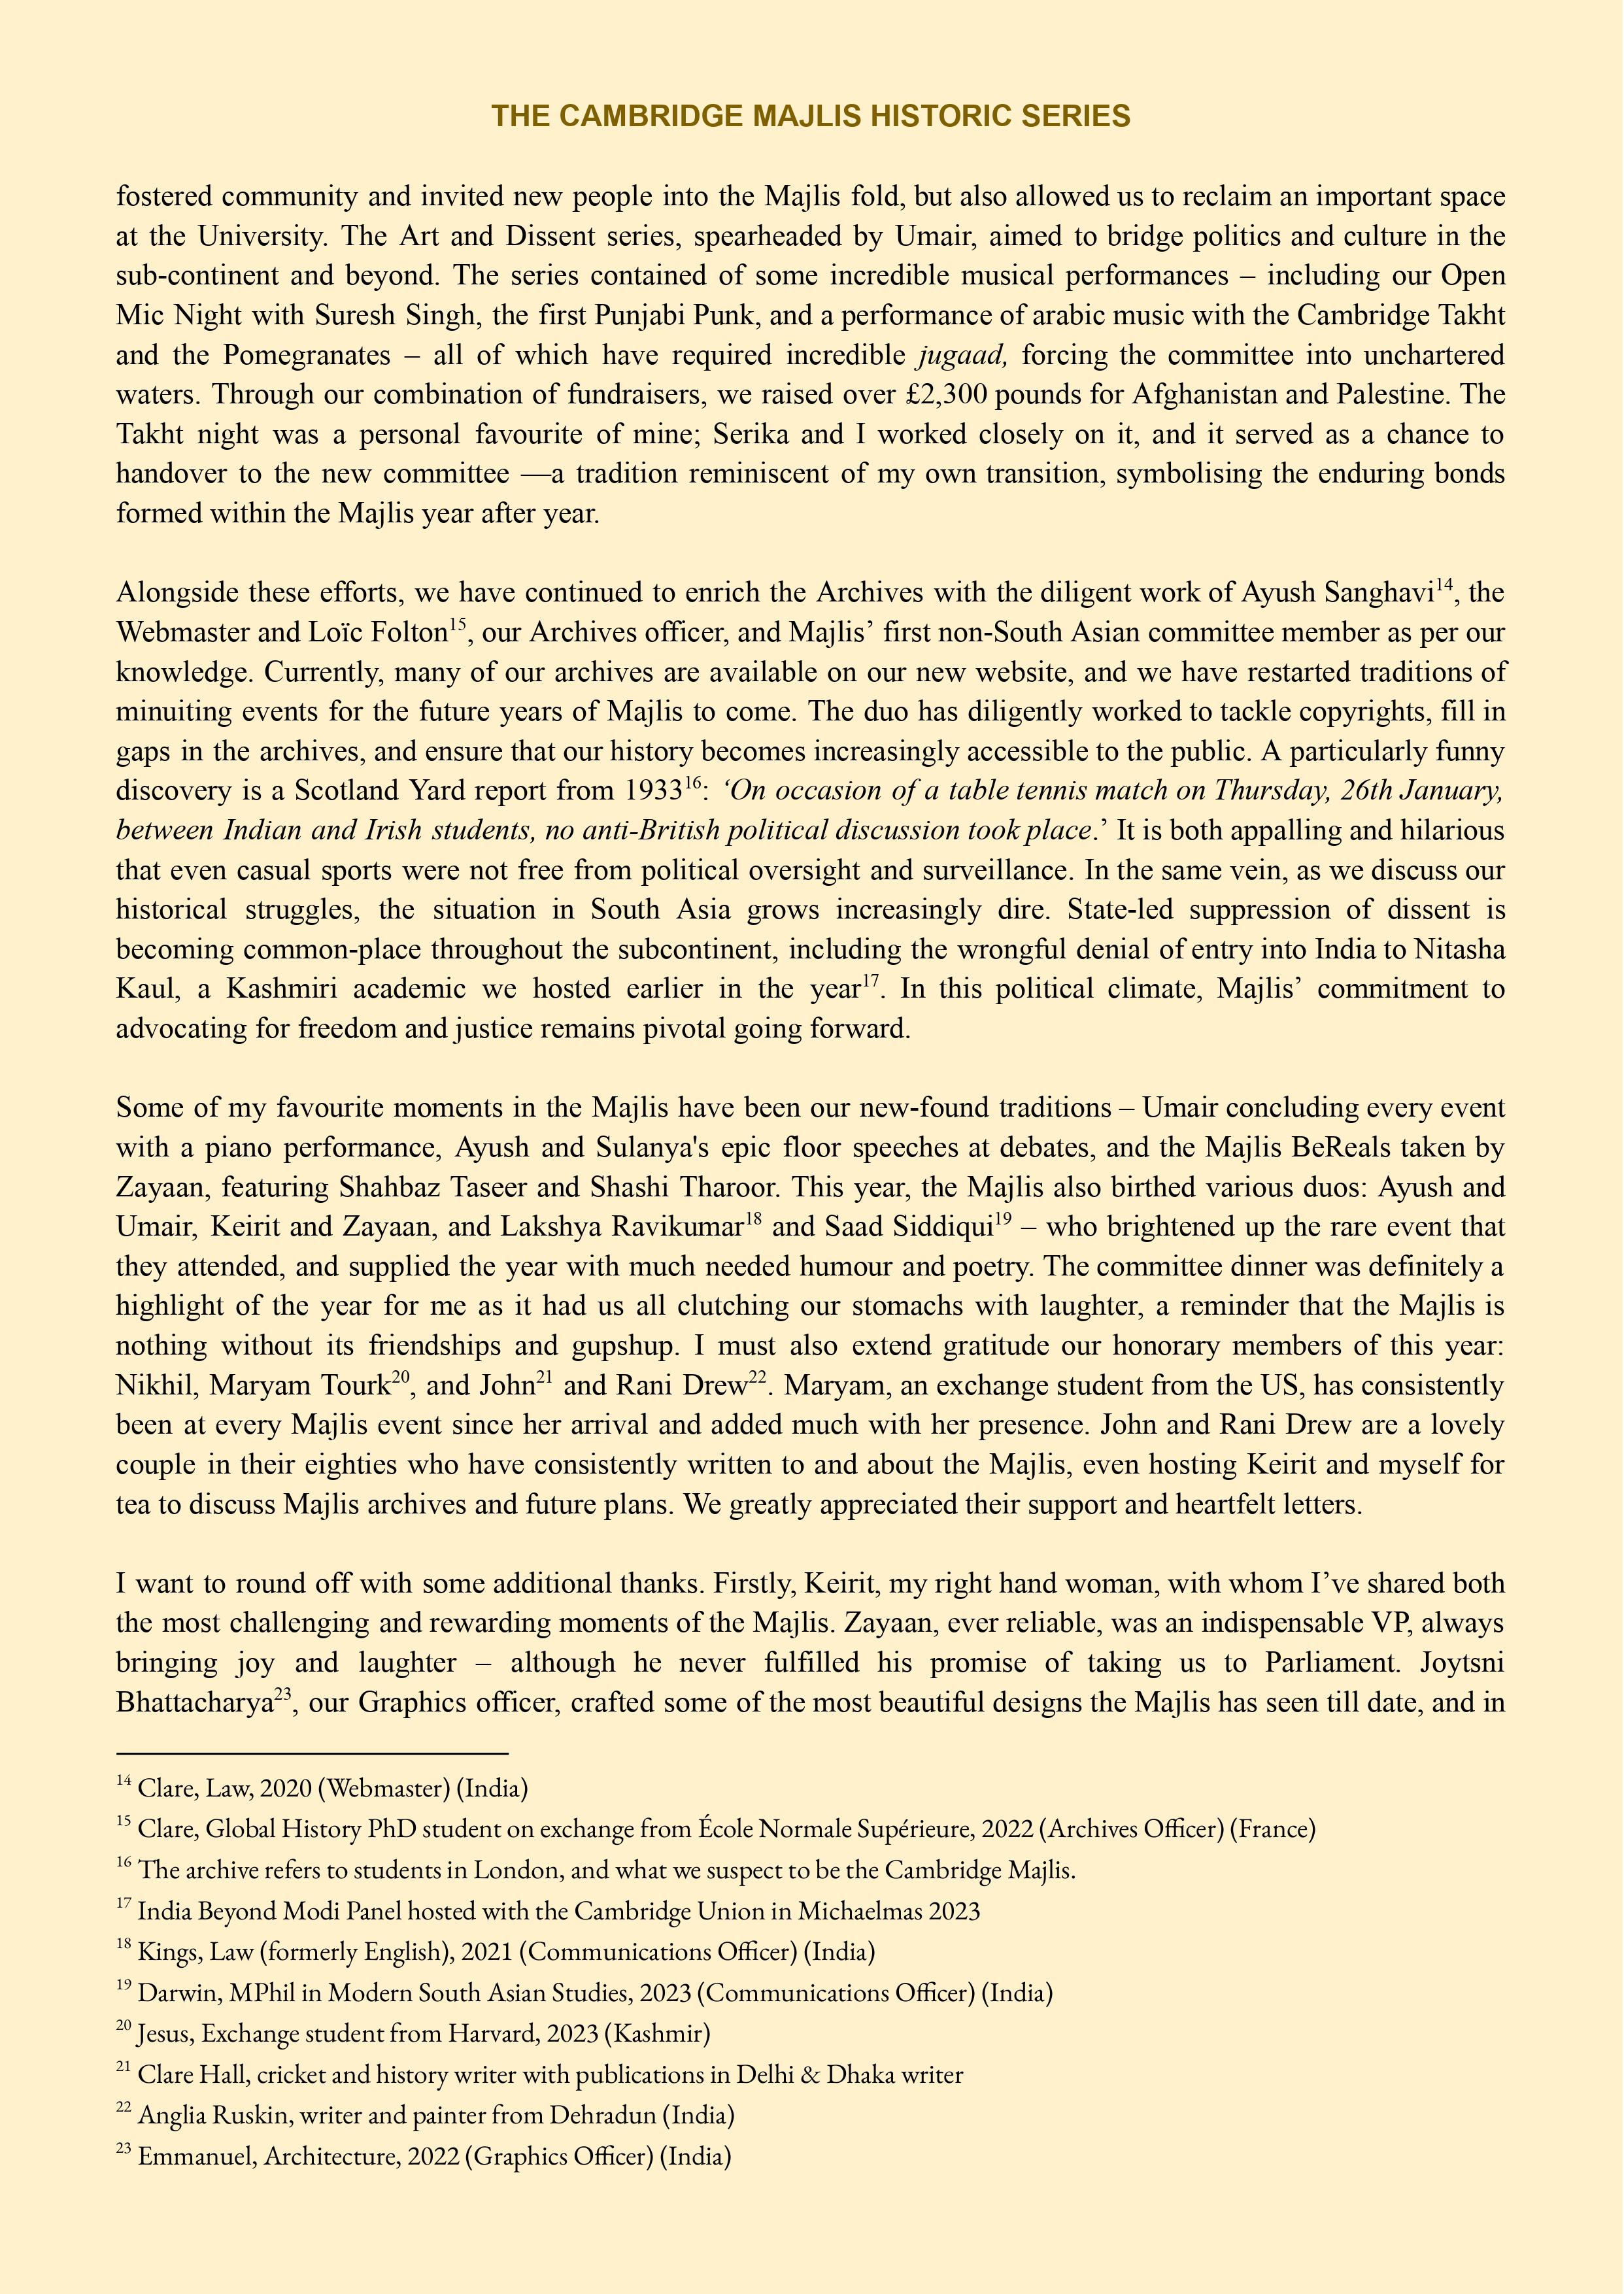 THE CAMBRIDGE MAJLIS HISTORIC SERIES
fostered community and invited new people into the Majlis fold, but also allowed us to reclaim an important space
at the University. The Art and Dissent series, spearheaded by Umair, aimed to bridge politics and culture in the
sub-continent and beyond. The series contained of some incredible musical performances – including our Open
Mic Night with Suresh Singh, the first Punjabi Punk, and a performance of arabic music with the Cambridge Takht
and the Pomegranates – all of which have required incredible jugaad, forcing the committee into unchartered
waters. Through our combination of fundraisers, we raised over £2,300 pounds for Afghanistan and Palestine. The
Takht night was a personal favourite of mine; Serika and I worked closely on it, and it served as a chance to
handover to the new committee —a tradition reminiscent of my own transition, symbolising the enduring bonds
formed within the Majlis year after year.
Alongside these efforts, we have continued to enrich the Archives with the diligent work of Ayush Sanghavi14, the
Webmaster and Loïc Folton15, our Archives officer, and Majlis’ first non-South Asian committee member as per our
knowledge. Currently, many of our archives are available on our new website, and we have restarted traditions of
minuiting events for the future years of Majlis to come. The duo has diligently worked to tackle copyrights, fill in
gaps in the archives, and ensure that our history becomes increasingly accessible to the public. A particularly funny
discovery is a Scotland Yard report from 193316: ‘On occasion of a table tennis match on Thursday, 26th January,
between Indian and Irish students, no anti-British political discussion took place.’ It is both appalling and hilarious
that even casual sports were not free from political oversight and surveillance. In the same vein, as we discuss our
historical struggles, the situation in South Asia grows increasingly dire. State-led suppression of dissent is
becoming common-place throughout the subcontinent, including the wrongful denial of entry into India to Nitasha
Kaul, a Kashmiri academic we hosted earlier in the year17. In this political climate, Majlis’ commitment to
advocating for freedom and justice remains pivotal going forward.
Some of my favourite moments in the Majlis have been our new-found traditions – Umair concluding every event
with a piano performance, Ayush and Sulanya's epic floor speeches at debates, and the Majlis BeReals taken by
Zayaan, featuring Shahbaz Taseer and Shashi Tharoor. This year, the Majlis also birthed various duos: Ayush and
Umair, Keirit and Zayaan, and Lakshya Ravikumar18 and Saad Siddiqui19 – who brightened up the rare event that
they attended, and supplied the year with much needed humour and poetry. The committee dinner was definitely a
highlight of the year for me as it had us all clutching our stomachs with laughter, a reminder that the Majlis is
nothing without its friendships and gupshup. I must also extend gratitude our honorary members of this year:
Nikhil, Maryam Tourk20, and John21 and Rani Drew22. Maryam, an exchange student from the US, has consistently
been at every Majlis event since her arrival and added much with her presence. John and Rani Drew are a lovely
couple in their eighties who have consistently written to and about the Majlis, even hosting Keirit and myself for
tea to discuss Majlis archives and future plans. We greatly appreciated their support and heartfelt letters.
I want to round off with some additional thanks. Firstly, Keirit, my right hand woman, with whom I’ve shared both
the most challenging and rewarding moments of the Majlis. Zayaan, ever reliable, was an indispensable VP, always
bringing joy and laughter – although he never fulfilled his promise of taking us to Parliament. Joytsni
Bhattacharya23, our Graphics officer, crafted some of the most beautiful designs the Majlis has seen till date, and in
14 Clare, Law, 2020 (Webmaster) (India)
15 Clare, Global History PhD student on exchange from École Normale Supérieure, 2022 (Archives Officer) (France)
16 The archive refers to students in London, and what we suspect to be the Cambridge Majlis.
17 India Beyond Modi Panel hosted with the Cambridge Union in Michaelmas 2023
18 Kings, Law (formerly English), 2021 (Communications Officer) (India)
19 Darwin, MPhil in Modern South Asian Studies, 2023 (Communications Officer) (India)
20 Jesus, Exchange student from Harvard, 2023 (Kashmir)
21 Clare Hall, cricket and history writer with publications in Delhi & Dhaka writer
22 Anglia Ruskin, writer and painter from Dehradun (India)
23 Emmanuel, Architecture, 2022 (Graphics Officer) (India)